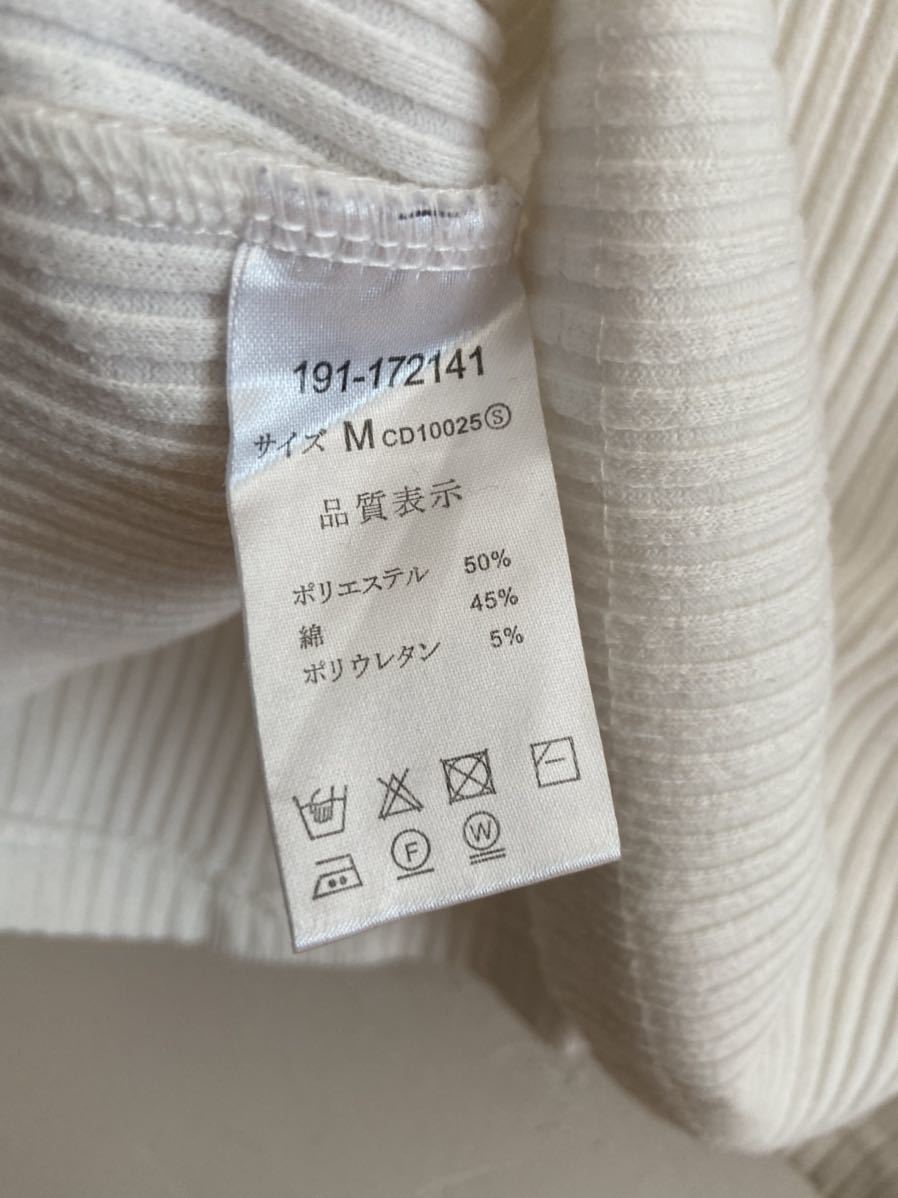 191-172141
サイズ M CD10025Ⓢ
品質表示
ポリエステル 50%
綿 45%
ポリウレタン 5%
F W